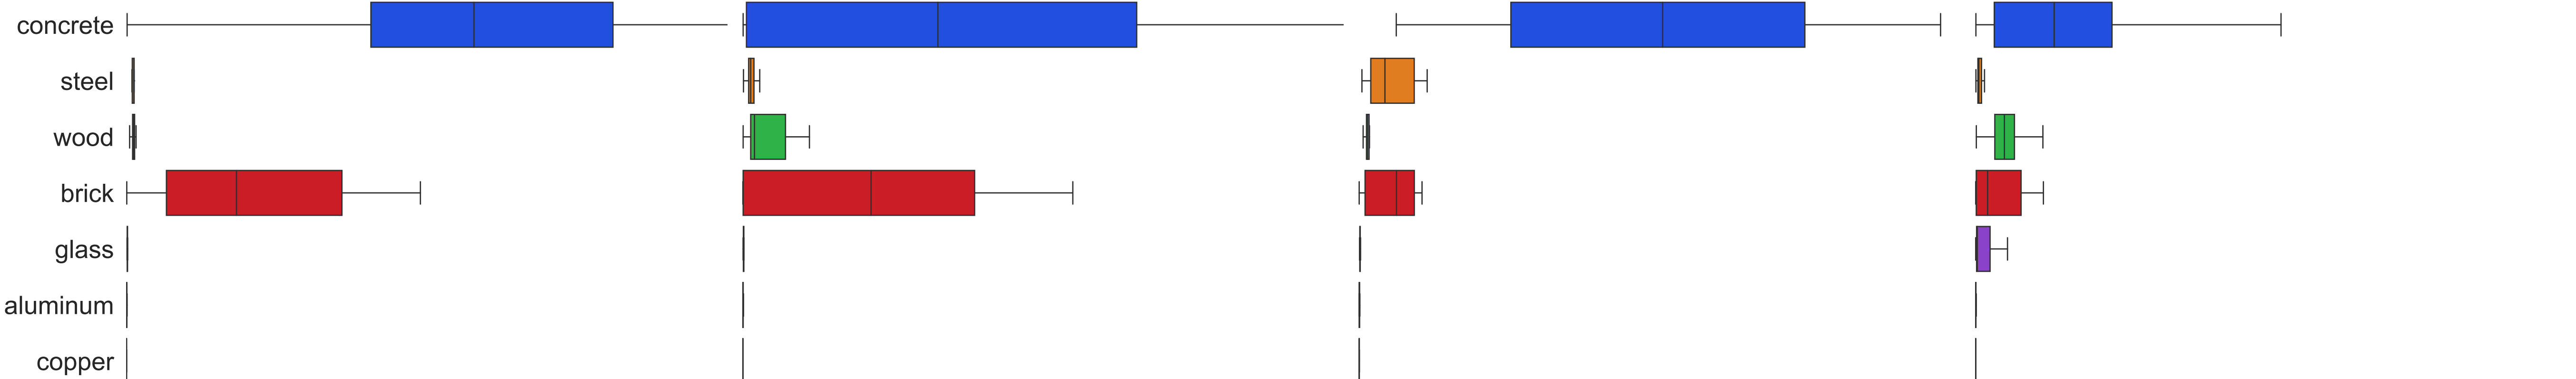 concrete
steel
wood
brick
glass
aluminum
copper